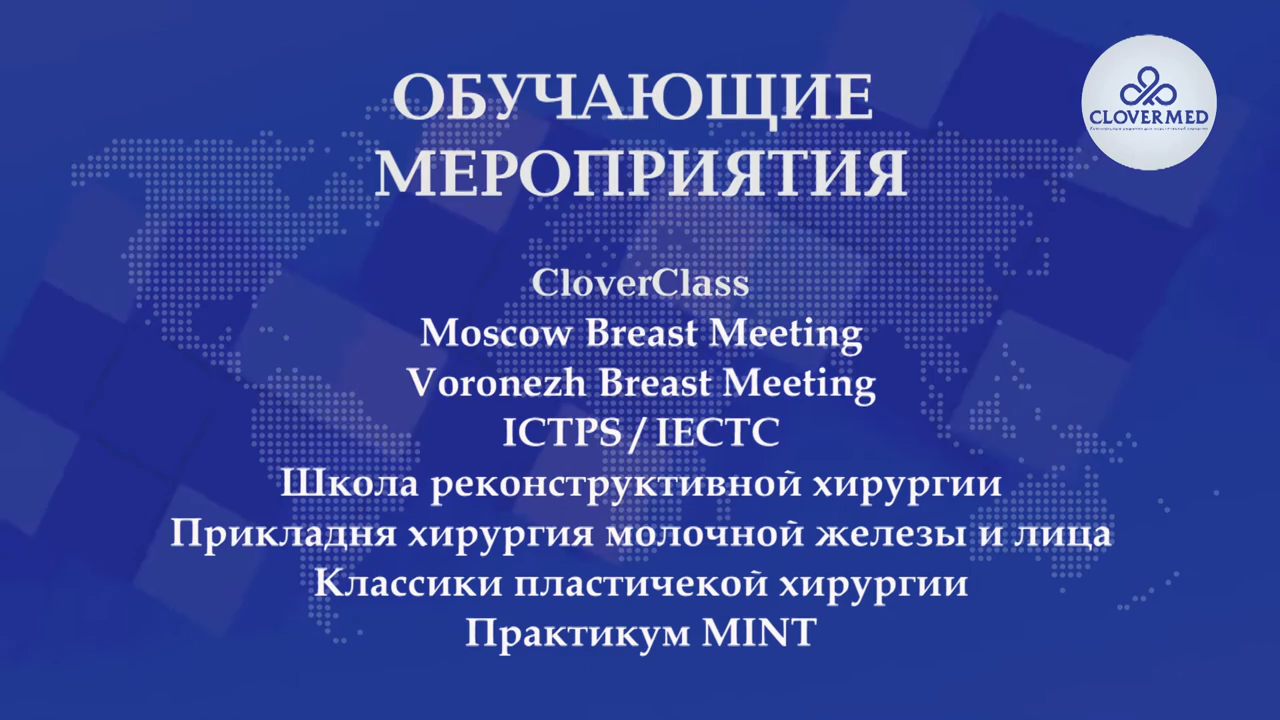 ОБУЧАЮЩИЕ
МЕРОПРИЯТИЯ
CLOVERMED
CloverClass
Moscow Breast Meeting
Voronezh Breast Meeting
ICTPS / IECTC
Школа реконструктивной хирургии
Прикладня хирургия молочной железы и лица
Классики пластичекой хирургии
Практикум MINT